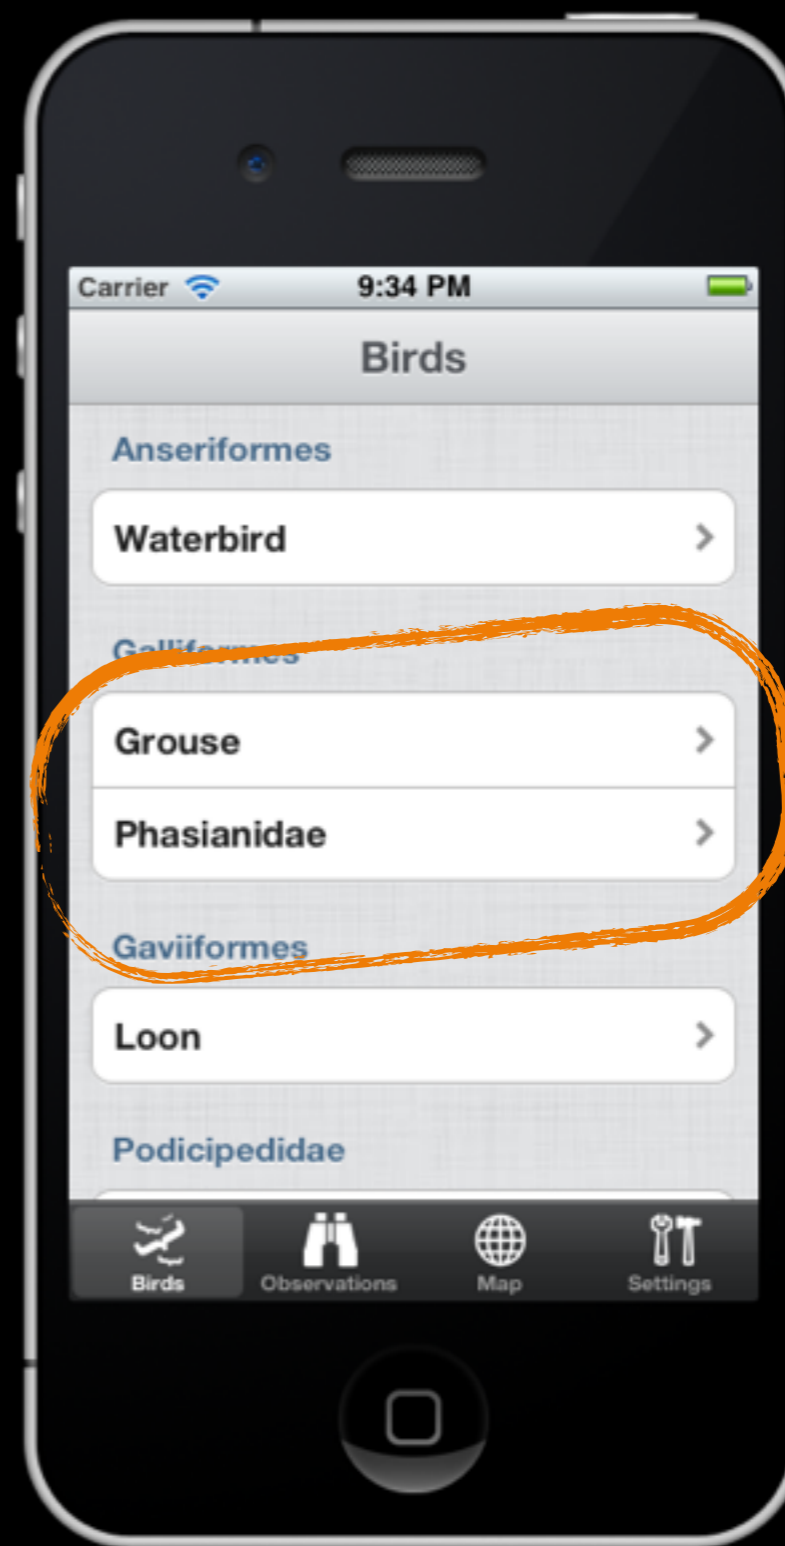 Carrier 9:34 PM
Birds
Anseriformes
Waterbird
Galliformes
Grouse
Phasianidae
Gaviiformes
Loon
Podicipedidae
Birds Observations Map Settings